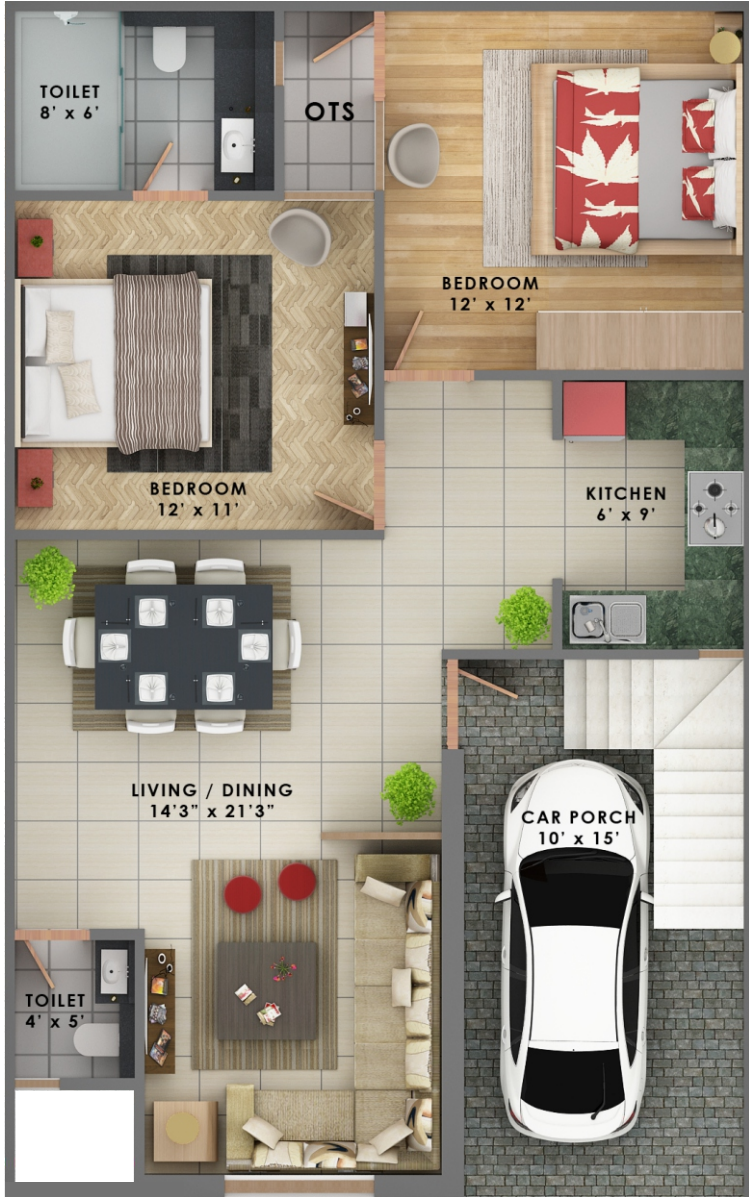 TOILET
8' x 6'
OTS
BEDROOM
12' x 12'
BEDROOM
12' x 11'
KITCHEN
6' x 9'
LIVING / DINING
14'3" x 21'3"
CAR PORCH
10' x 15'
TOILET
4' x 5'